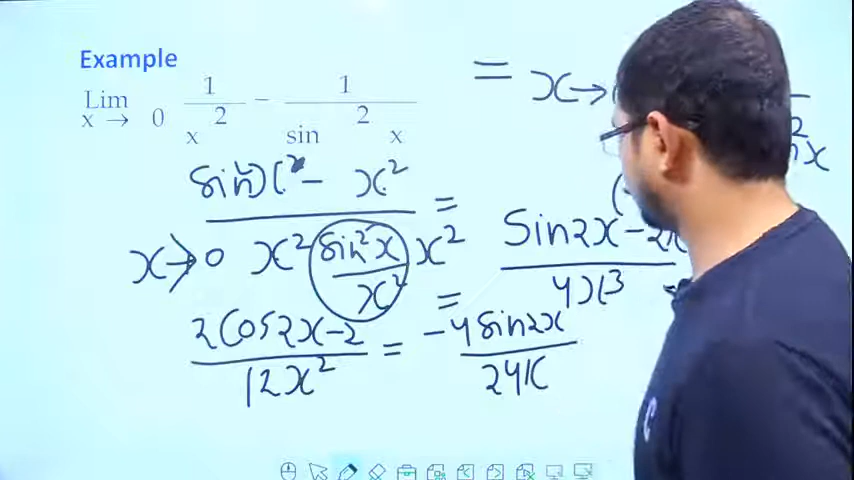 Example
Lim x → 0 1/x^2 − 1/sin^2 x
= x→
sin x^2 − x^2 =
x→0 x^2 (sin^2 x / x^2) x^2
sin2x − 2x
4x^3
= 
2cos2x−2 / 12x^2 = −4sin2x / 24x